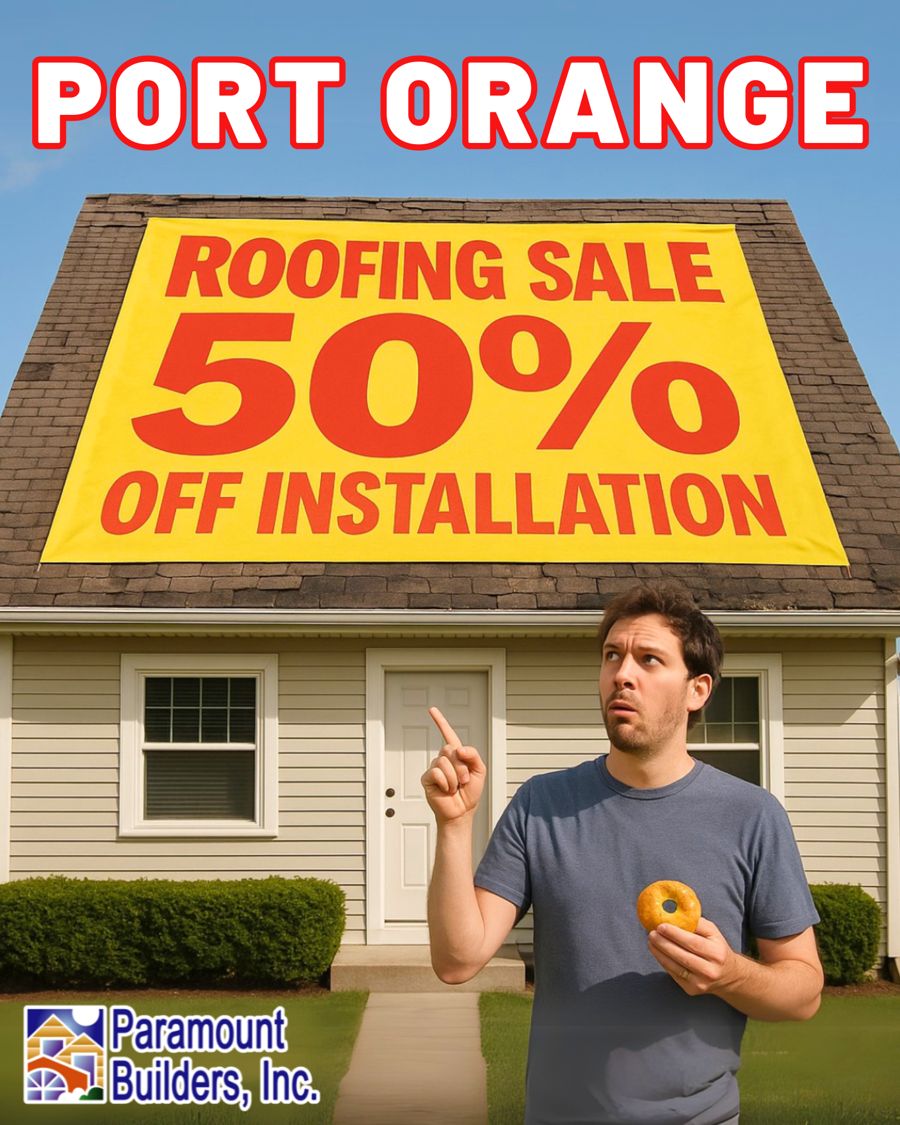 PORT ORANGE
ROOFING SALE
50%
OFF INSTALLATION
Paramount
Builders, Inc.